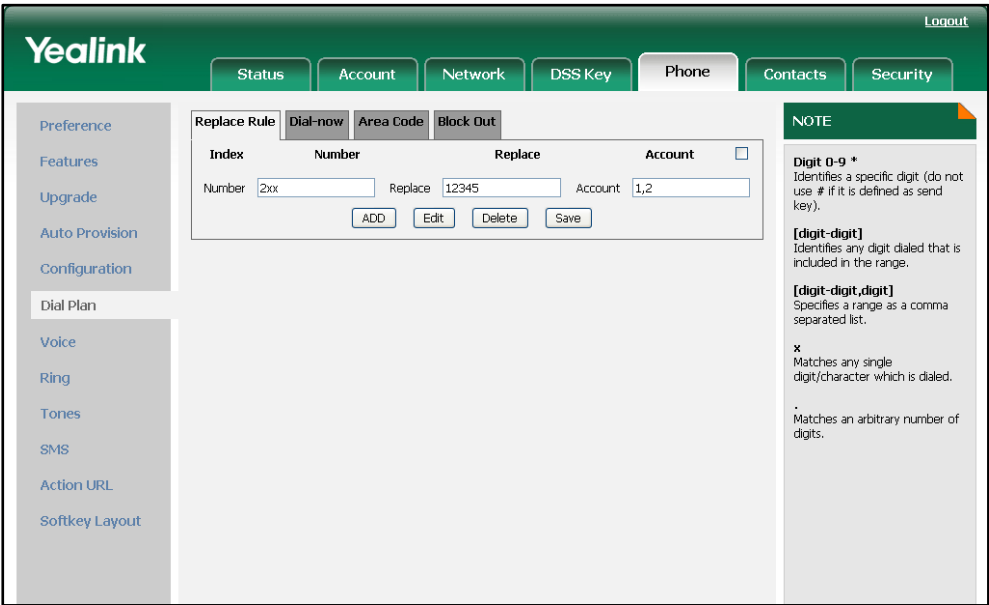 Logout
Yealink
Status Account Network DSS Key Phone Contacts Security
Preference
Features
Upgrade
Auto Provision
Configuration
Dial Plan
Voice
Ring
Tones
SMS
Action URL
Softkey Layout
Replace Rule Dial-now Area Code Block Out
Index Number Replace Account
Number 2xx Replace 12345 Account 1,2
ADD Edit Delete Save
NOTE
Digit 0-9 *
Identifies a specific digit (do not
use # if it is defined as send
key).
[digit-digit]
Identifies any digit dialed that is
included in the range.
[digit-digit,digit]
Specifies a range as a comma
separated list.
x
Matches any single
digit/character which is dialed.
.
Matches an arbitrary number of
digits.